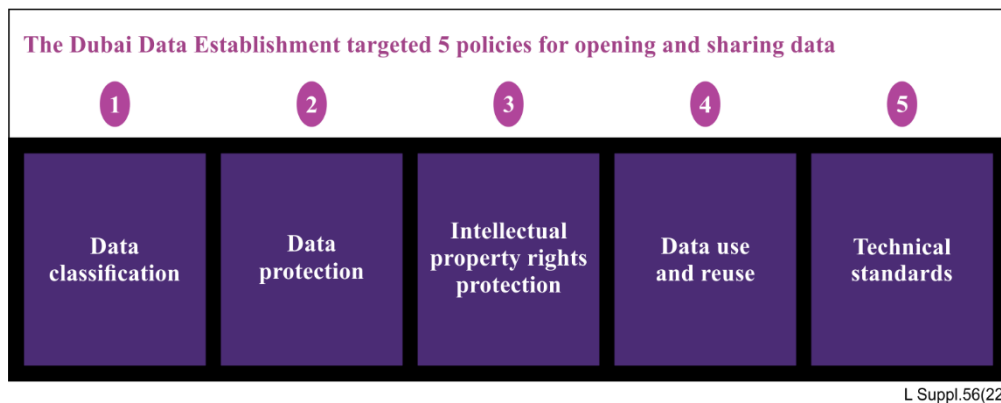 The Dubai Data Establishment targeted 5 policies for opening and sharing data
1
2
3
4
5
Data
classification
Data
protection
Intellectual
property rights
protection
Data use
and reuse
Technical
standards
L Suppl.56(22